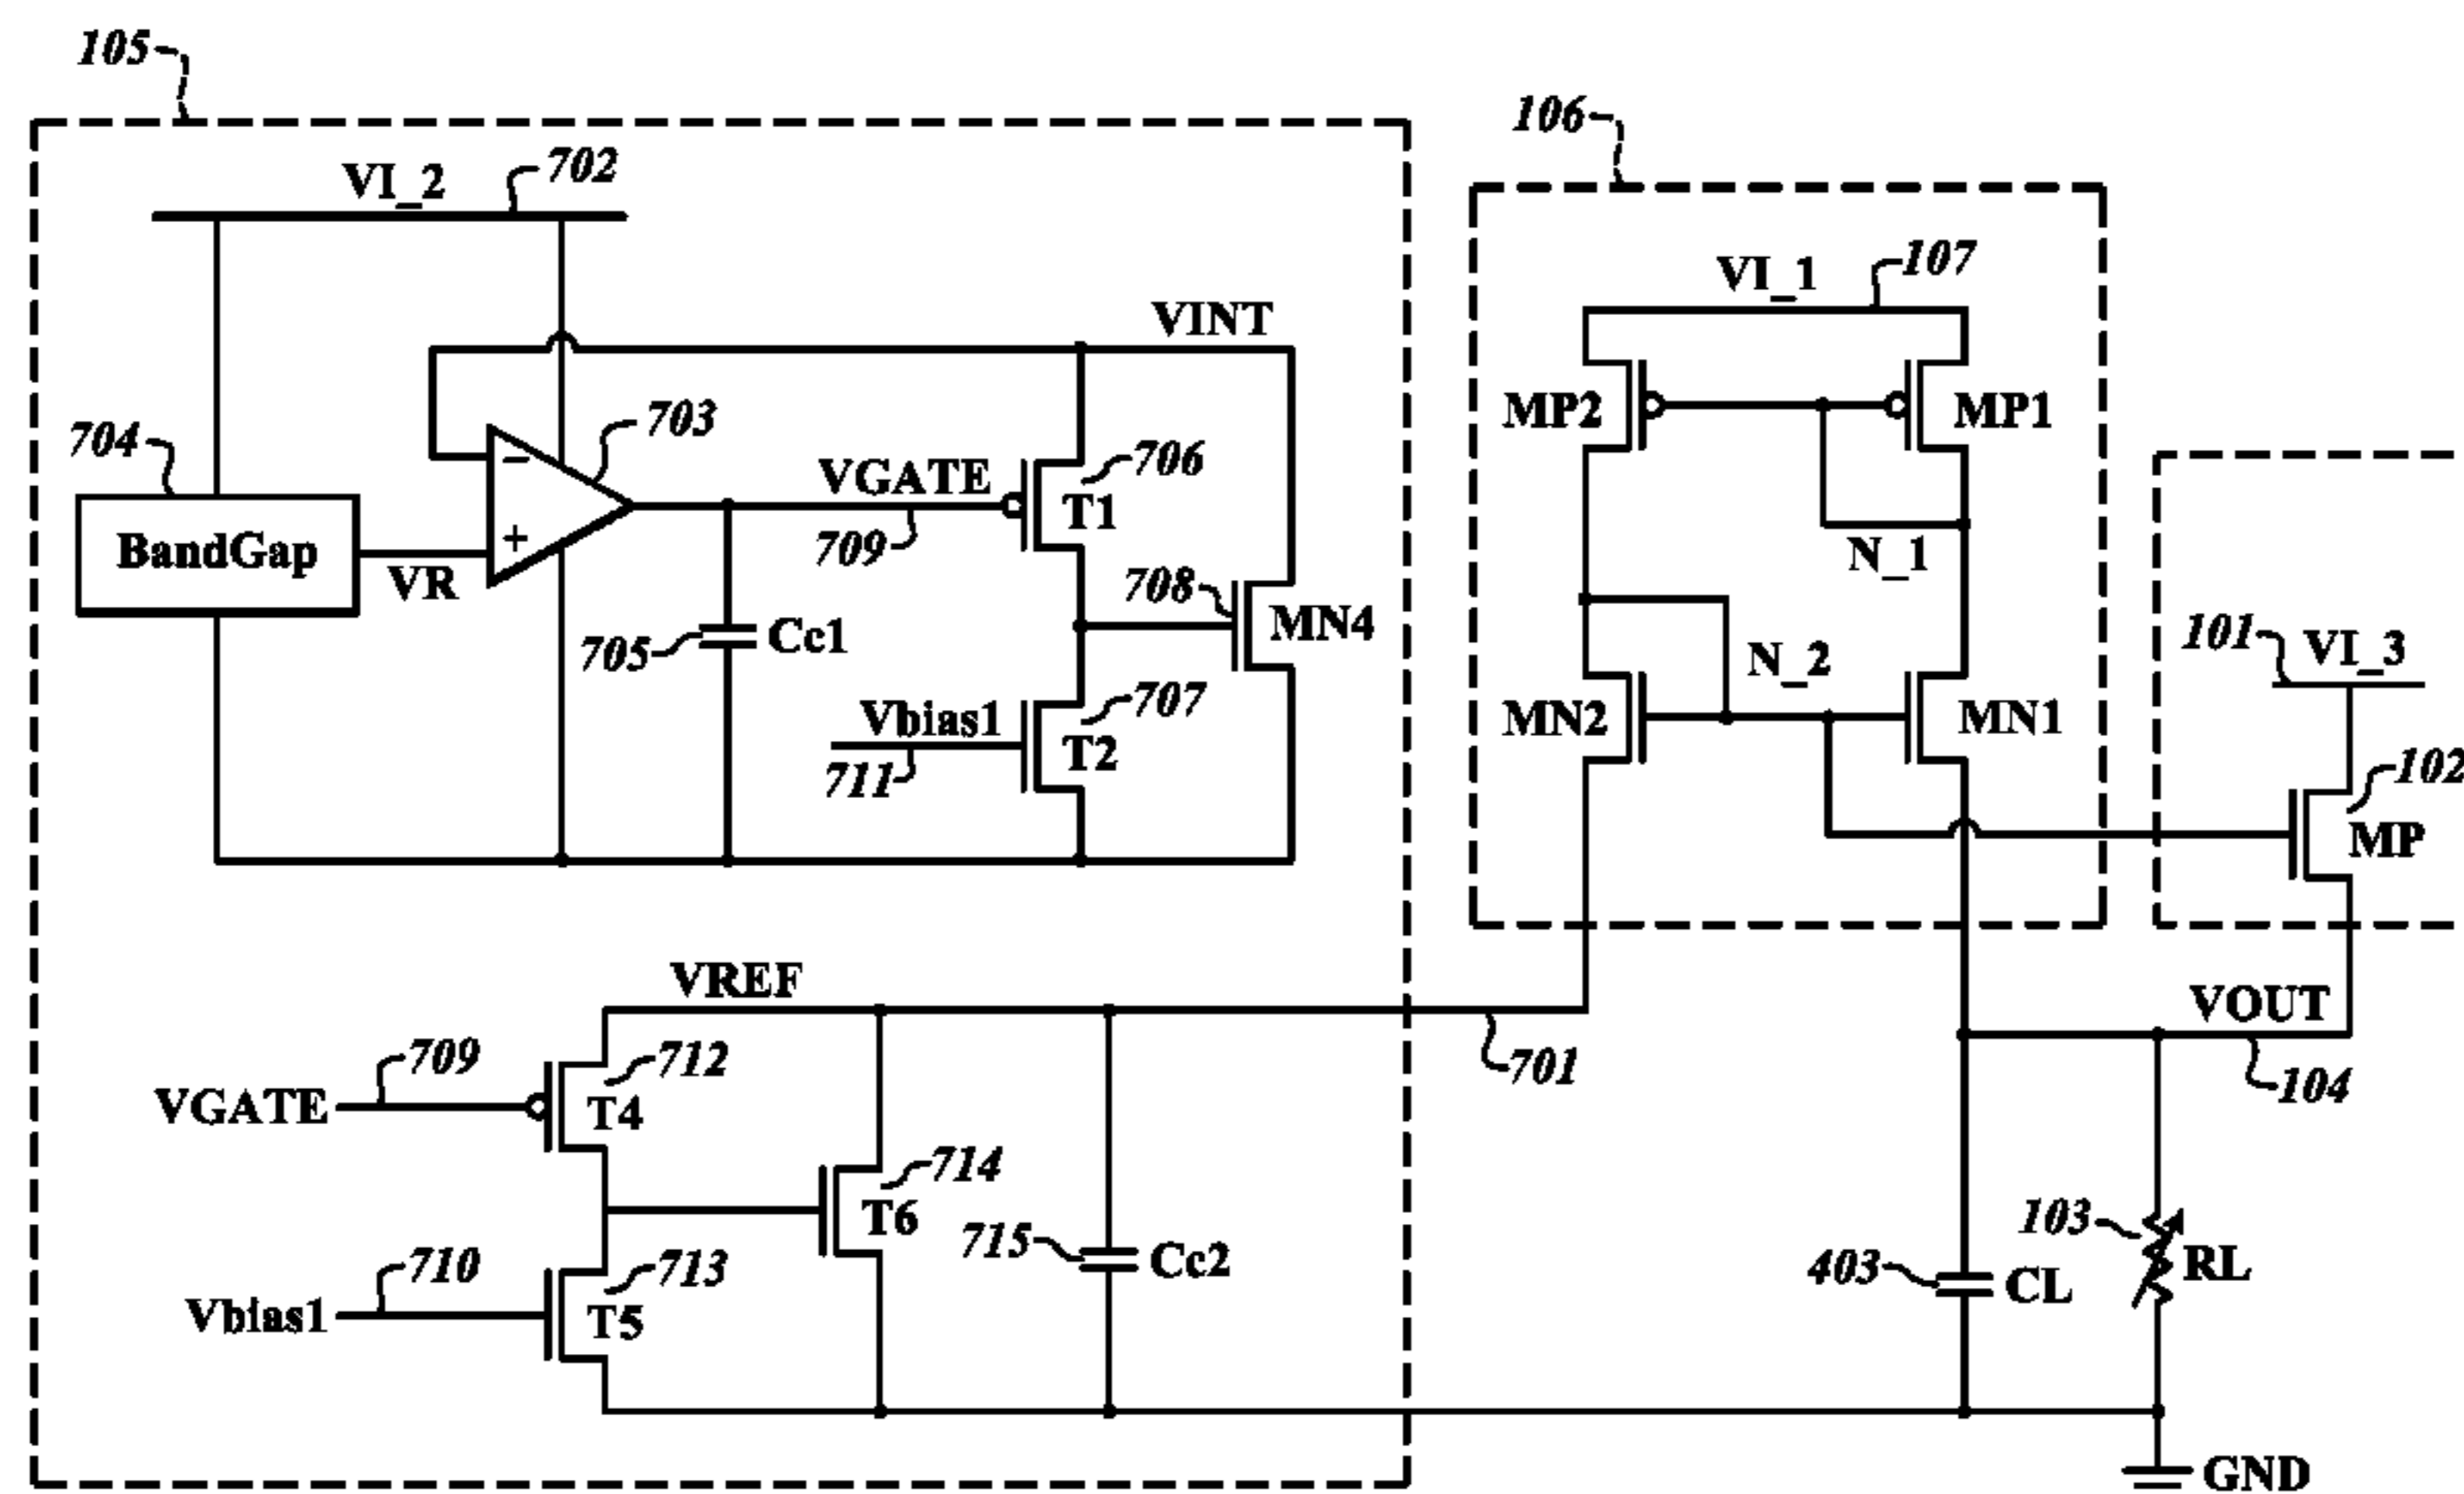 105
106
VI_2
702
VI_1
107
VINT
704
703
VGATE
706
T1
709
MP2
MP1
BandGap
VR
-
+
N_1
708
MN4
705
Cc1
707
Vbias1
711
T2
N_2
MN2
MN1
101
VI_3
102
MP
VREF
VOUT
701
104
709
712
VGATE
T4
714
T6
710
713
Vbias1
T5
715
Cc2
403
CL
103
RL
GND